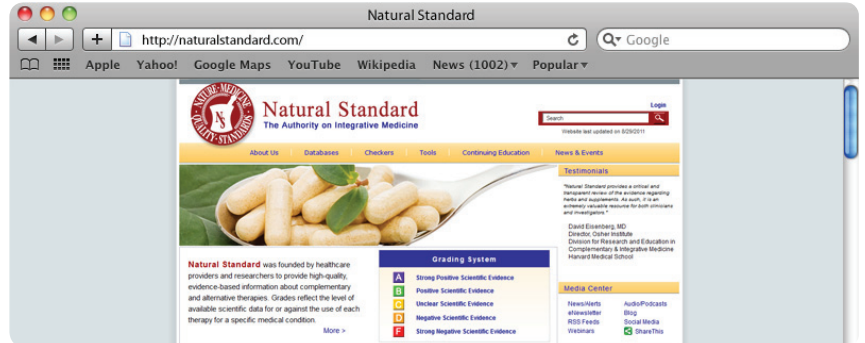 Natural Standard
http://naturalstandard.com/
Google
Apple Yahoo! Google Maps YouTube Wikipedia News (1002) Popular
NATURE·MEDICINE
QUALITY·STANDARDS
NS
Natural Standard
The Authority on Integrative Medicine
Login
Search
Website last updated on 8/29/2011
About Us Databases Checkers Tools Continuing Education News & Events
Testimonials
"Natural Standard provides a critical and
transparent review of the evidence regarding
herbs and supplements. As such, it is an
extremely valuable resource for both clinicians
and investigators."
David Eisenberg, MD
Director, Osher Institute
Division for Research and Education in
Complementary & Integrative Medicine
Harvard Medical School
Natural Standard was founded by healthcare
providers and researchers to provide high-quality,
evidence-based information about complementary
and alternative therapies. Grades reflect the level of
available scientific data for or against the use of each
therapy for a specific medical condition.
More >
Grading System
A Strong Positive Scientific Evidence
B Positive Scientific Evidence
C Unclear Scientific Evidence
D Negative Scientific Evidence
F Strong Negative Scientific Evidence
Media Center
News/Alerts Audio/Podcasts
eNewsletter Blog
RSS Feeds Social Media
Webinars ShareThis